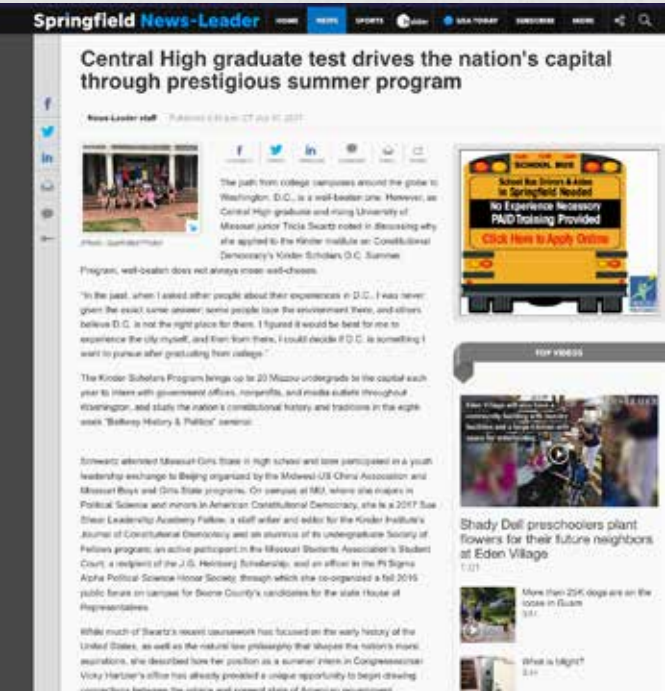 Springfield News-Leader HOME NEWS SPORTS Insider USA TODAY SUBSCRIBE MORE
Central High graduate test drives the nation's capital
through prestigious summer program
News-Leader staff
The path from college campuses around the globe to
Washington, D.C., is a well-beaten one. However, as
Central High graduate and rising University of
Missouri junior Tricia Swartz noted in discussing why
she applied to the Kinder Institute on Constitutional
Democracy's Kinder Scholars D.C. Summer
Program, well-beaten does not always mean well-chosen.
"In the past, when I asked other people about their experiences in D.C., I was never
given the exact same answer: some people love the environment there, and others
believe D.C. is not the right place for them. I figured it would be best for me to
experience the city myself, and then from there, I could decide if D.C. is something I
want to pursue after graduating from college."
The Kinder Scholars Program brings up to 20 Mizzou undergrads to the capital each
year to intern with government offices, nonprofits, and media outlets throughout
Washington, and study the nation's constitutional history and traditions in the eight-
week "Beltway History & Politics" seminar.
attended Missouri Girls State in high school and later participated in a youth
leadership exchange to Beijing organized by the Midwest US-China Association and
Missouri Boys and Girls State programs. On campus at MU, where she majors in
Political Science and minors in American Constitutional Democracy, she is a 2017 Sue
Shear Leadership Academy Fellow, a staff writer and editor for the Kinder Institute's
Journal of Constitutional Democracy and an alumnus of its undergraduate Society of
Fellows program; an active participant in the Missouri Students Association's Student
Court; a recipient of the J.G. Heinberg Scholarship; and an officer in the Pi Sigma
Alpha Political Science Honor Society, through which she co-organized a fall 2016
public forum on campus for Boone County's candidates for the state House of
Representatives.
While much of Swartz's recent coursework has focused on the early history of the
United States, as well as the natural law philosophy that shapes the nation's moral
aspirations, she described how her position as a summer intern in Congresswoman
Vicky Hartzler's office has already provided a unique opportunity to begin drawing
SCHOOL BUS
School Bus Drivers & Aides
in Springfield Needed
No Experience Necessary
PAID Training Provided
Click Here to Apply Online
TOP VIDEOS
Shady Dell preschoolers plant
flowers for their future neighbors
at Eden Village
1:01
More than 25K dogs are on the
loose in Guam
What is blight?